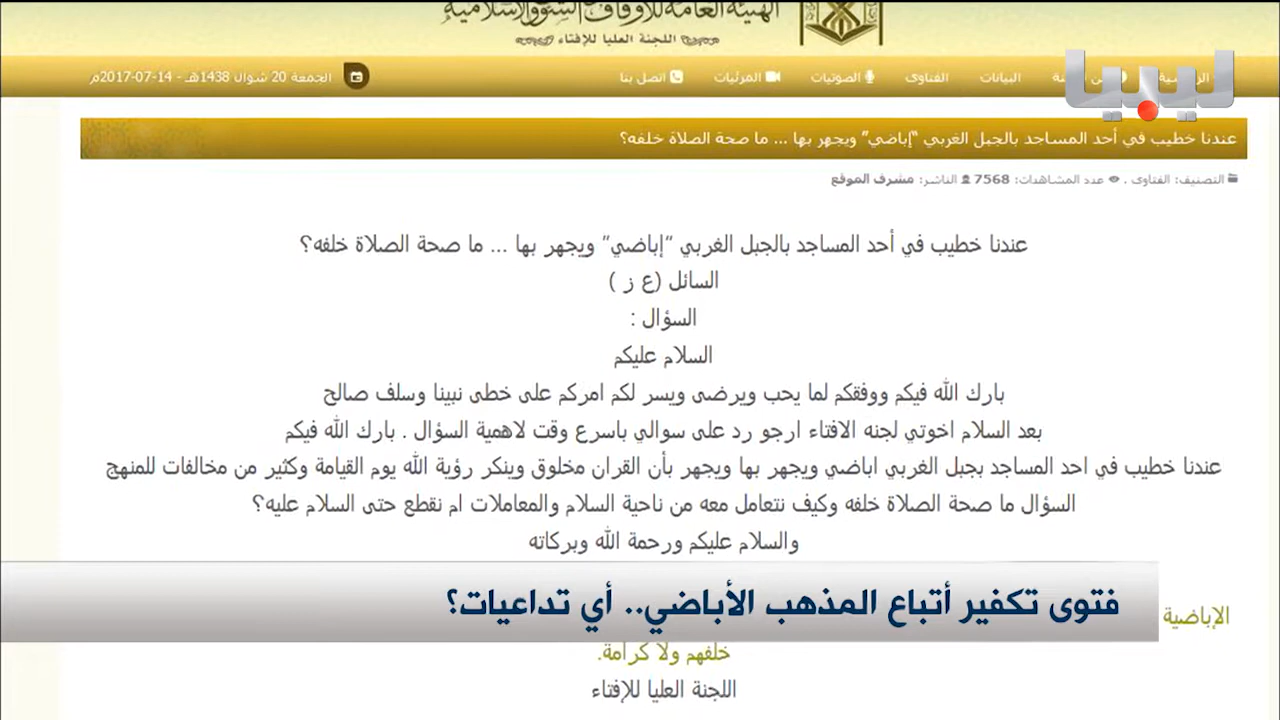 الهيئة العامة للأوقاف والشؤون الإسلامية
اللجنة العليا للإفتاء
البيانات الفتاوى الصوتيات المرئيات اتصل بنا
الجمعة 20 شوال 1438هـ - 14-07-2017م
ليبيا
عندنا خطيب في أحد المساجد بالجبل الغربي "إباضي" ويجهر بها ... ما صحة الصلاة خلفه؟
التصنيف: الفتاوى . عدد المشاهدات: 7568 الناشر: مشرف الموقع
عندنا خطيب في أحد المساجد بالجبل الغربي "إباضي" ويجهر بها ... ما صحة الصلاة خلفه؟
السائل (ع ز )
السؤال :
السلام عليكم
بارك الله فيكم ووفقكم لما يحب ويرضى ويسر لكم امركم على خطى نبينا وسلف صالح
بعد السلام اخوتي لجنه الافتاء ارجو رد على سوالي باسرع وقت لاهمية السؤال . بارك الله فيكم
عندنا خطيب في احد المساجد بجبل الغربي اباضي ويجهر بها ويجهر بأن القران مخلوق وينكر رؤية الله يوم القيامة وكثير من مخالفات للمنهج
السؤال ما صحة الصلاة خلفه وكيف نتعامل معه من ناحية السلام والمعاملات ام نقطع حتى السلام عليه؟
والسلام عليكم ورحمة الله وبركاته
فتوى تكفير أتباع المذهب الأباضي.. أي تداعيات؟
الإباضية
خلفهم ولا كرامة.
اللجنة العليا للإفتاء